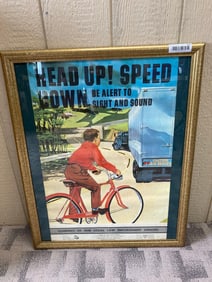 HEAD UP! SPEED
DOWN. BE ALERT TO
SIGHT AND SOUND